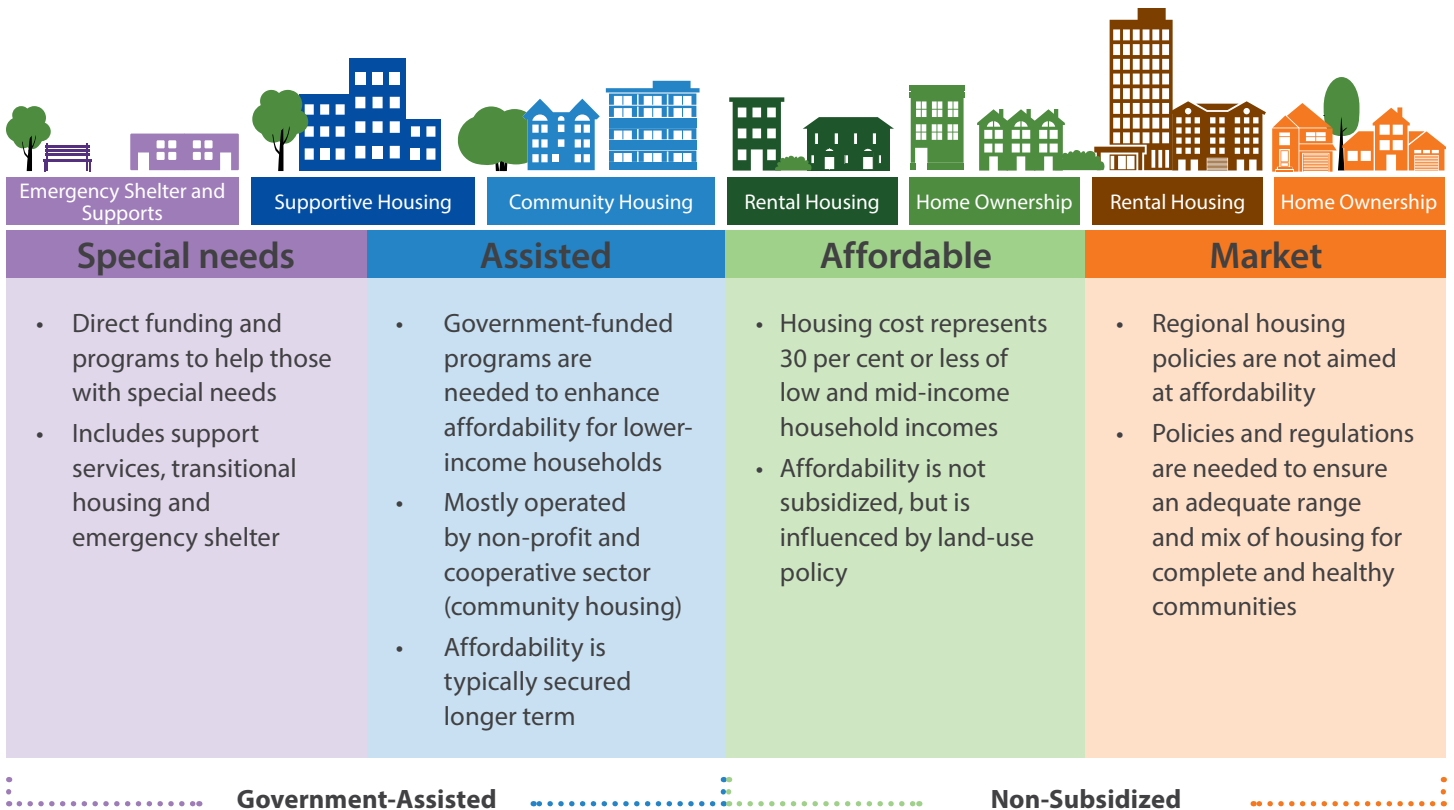 Emergency Shelter and
Supports
Supportive Housing
Community Housing
Rental Housing
Home Ownership
Rental Housing
Home Ownership
Special needs
Assisted
Affordable
Market
• Direct funding and
programs to help those
with special needs
• Includes support
services, transitional
housing and
emergency shelter
• Government-funded
programs are
needed to enhance
affordability for lower-
income households
• Mostly operated
by non-profit and
cooperative sector
(community housing)
• Affordability is
typically secured
longer term
• Housing cost represents
30 per cent or less of
low and mid-income
household incomes
• Affordability is not
subsidized, but is
influenced by land-use
policy
• Regional housing
policies are not aimed
at affordability
• Policies and regulations
are needed to ensure
an adequate range
and mix of housing for
complete and healthy
communities
Government-Assisted
Non-Subsidized